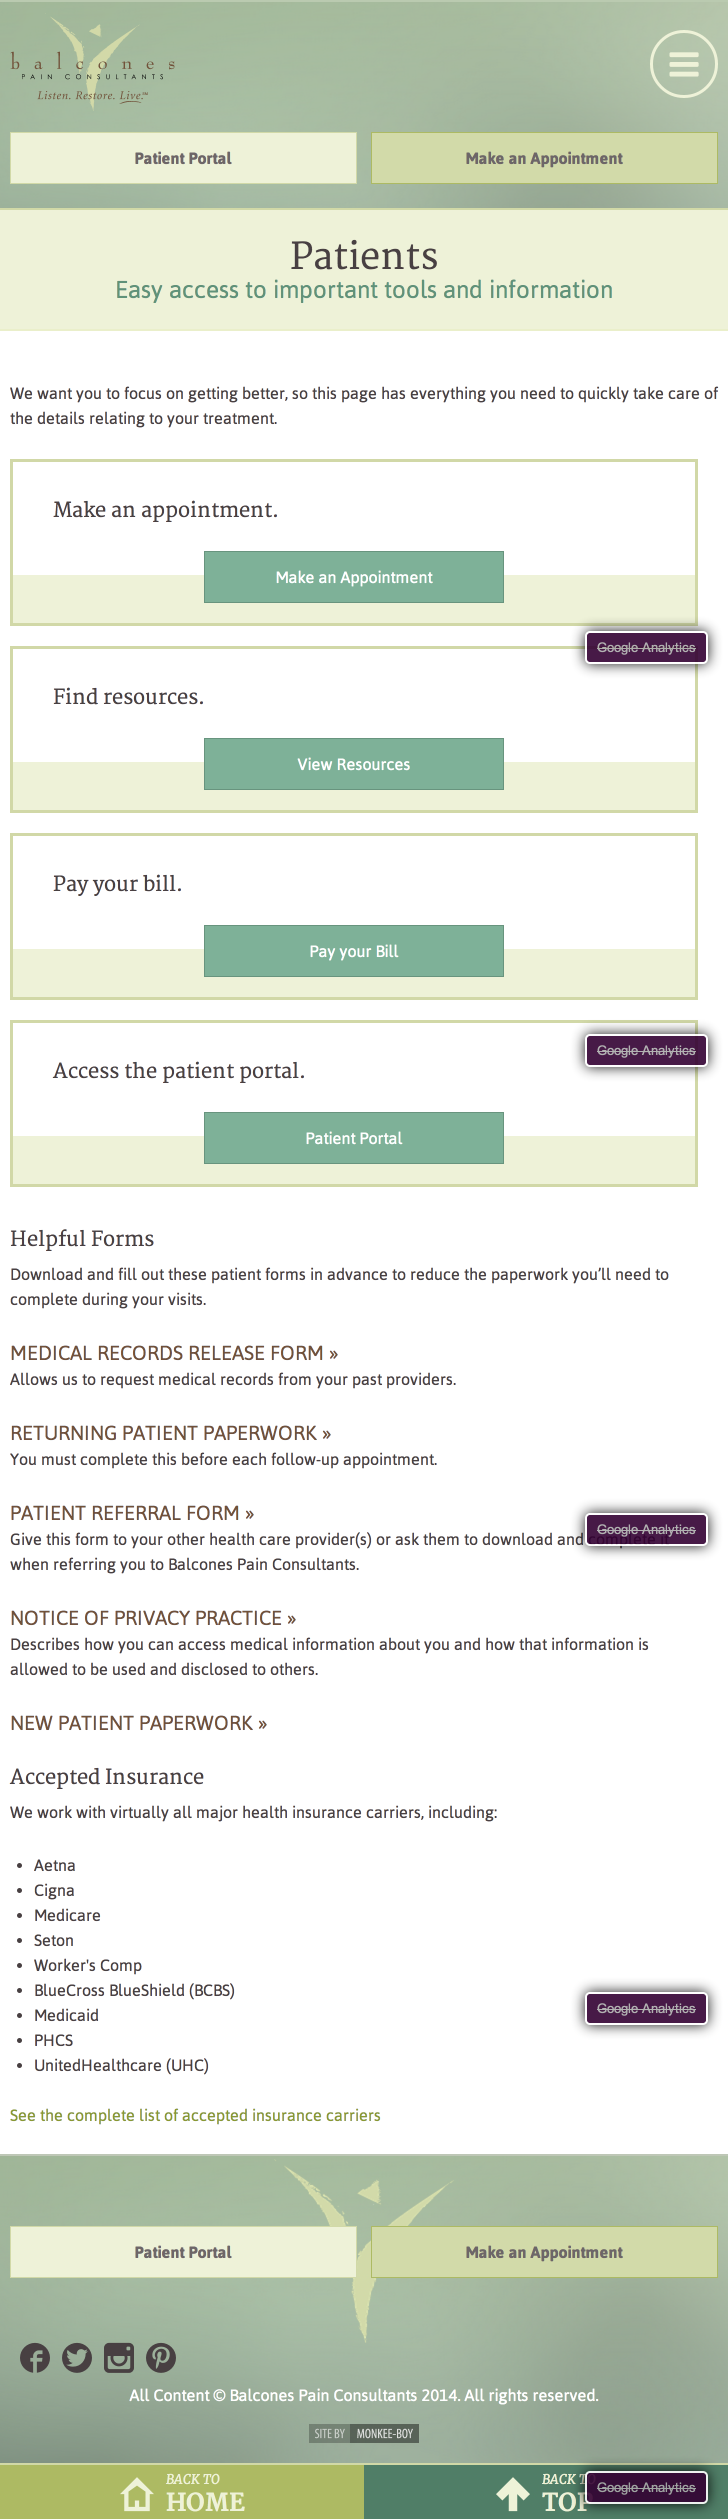 balcones
PAIN CONSULTANTS
Listen. Restore. Live.™
Patient Portal
Make an Appointment
Patients
Easy access to important tools and information
We want you to focus on getting better, so this page has everything you need to quickly take care of
the details relating to your treatment.
Make an appointment.
Make an Appointment
Google Analytics
Find resources.
View Resources
Pay your bill.
Pay your Bill
Google Analytics
Access the patient portal.
Patient Portal
Helpful Forms
Download and fill out these patient forms in advance to reduce the paperwork you’ll need to
complete during your visits.
MEDICAL RECORDS RELEASE FORM »
Allows us to request medical records from your past providers.
RETURNING PATIENT PAPERWORK »
You must complete this before each follow-up appointment.
PATIENT REFERRAL FORM »
Google Analytics
Give this form to your other health care provider(s) or ask them to download and complete it
when referring you to Balcones Pain Consultants.
NOTICE OF PRIVACY PRACTICE »
Describes how you can access medical information about you and how that information is
allowed to be used and disclosed to others.
NEW PATIENT PAPERWORK »
Accepted Insurance
We work with virtually all major health insurance carriers, including:
• Aetna
• Cigna
• Medicare
• Seton
• Worker's Comp
• BlueCross BlueShield (BCBS)
Google Analytics
• Medicaid
• PHCS
• UnitedHealthcare (UHC)
See the complete list of accepted insurance carriers
Patient Portal
Make an Appointment
All Content © Balcones Pain Consultants 2014. All rights reserved.
SITE BY MONKEE-BOY
BACK TO
HOME
BACK TO
TOP
Google Analytics